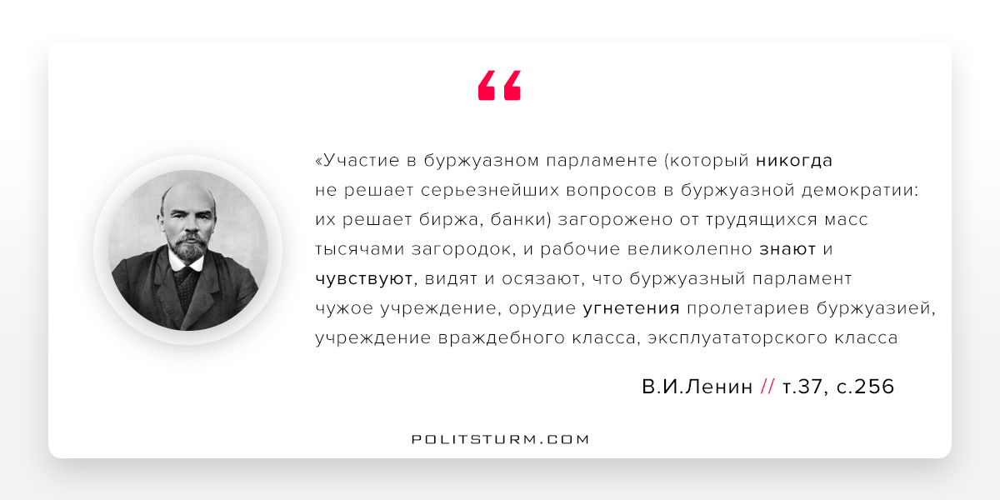 “
«Участие в буржуазном парламенте (который никогда
не решает серьезнейших вопросов в буржуазной демократии:
их решает биржа, банки) загорожено от трудящихся масс
тысячами загородок, и рабочие великолепно знают и
чувствуют, видят и осязают, что буржуазный парламент
чужое учреждение, орудие угнетения пролетариев буржуазией,
учреждение враждебного класса, эксплуататорского класса
В.И.Ленин // т.37, с.256
POLITSTURM.COM